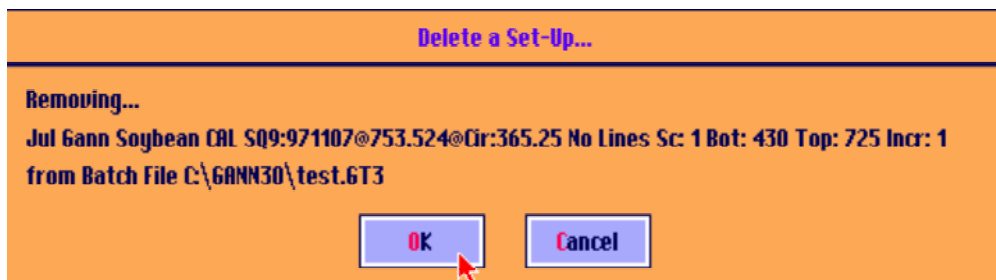 Delete a Set-Up...
Removing...
Jul Gann Soybean CAL SQ9:971107@753.524@Cir:365.25 No Lines Sc: 1 Bot: 430 Top: 725 Incr: 1
from Batch File C:\GANN30\test.GT3
OK
Cancel